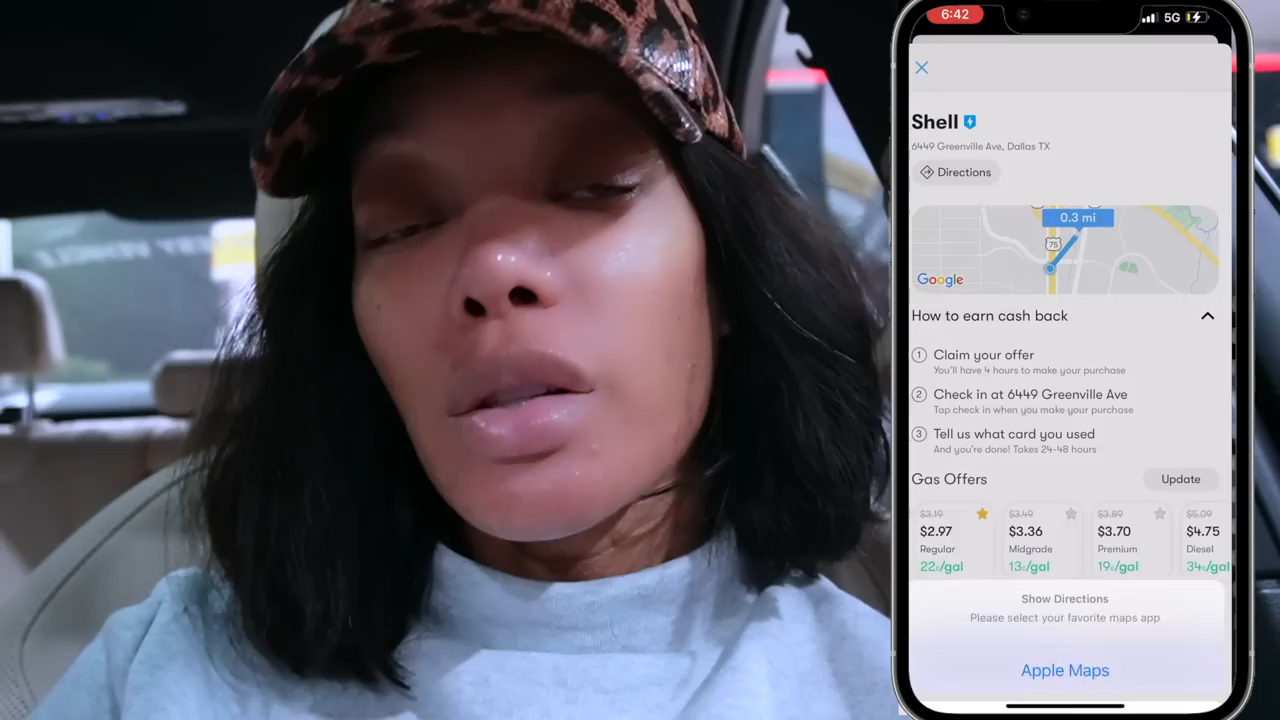 6:42
5G
Shell
6449 Greenville Ave, Dallas TX
Directions
0.3 mi
75
Google
How to earn cash back
1 Claim your offer
You'll have 4 hours to make your purchase
2 Check in at 6449 Greenville Ave
Tap check in when you make your purchase
3 Tell us what card you used
And you're done! Takes 24-48 hours
Gas Offers
Update
$3.19 $3.49 $3.89 $5.09
$2.97 $3.36 $3.70 $4.75
Regular Midgrade Premium Diesel
22¢/gal 13¢/gal 19¢/gal 34¢/gal
Show Directions
Please select your favorite maps app
Apple Maps